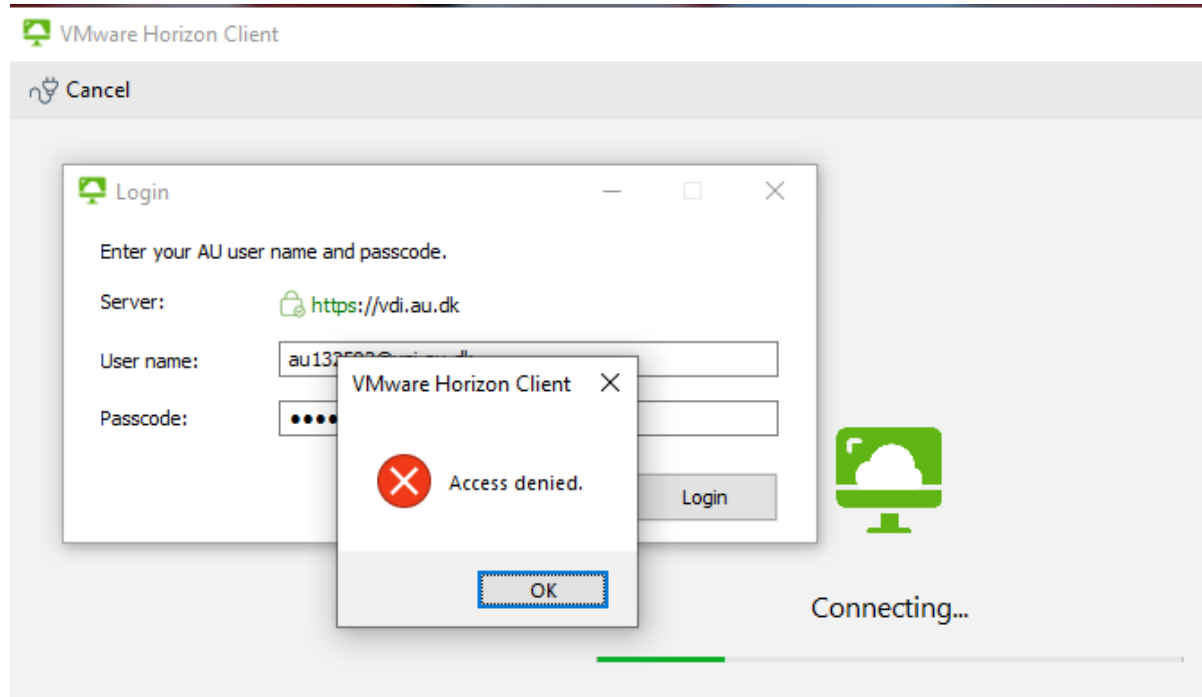 VMware Horizon Client
Cancel
Login
Enter your AU user name and passcode.
Server: https://vdi.au.dk
User name: au132
VMware Horizon Client
Passcode:
Access denied.
Login
OK
Connecting...